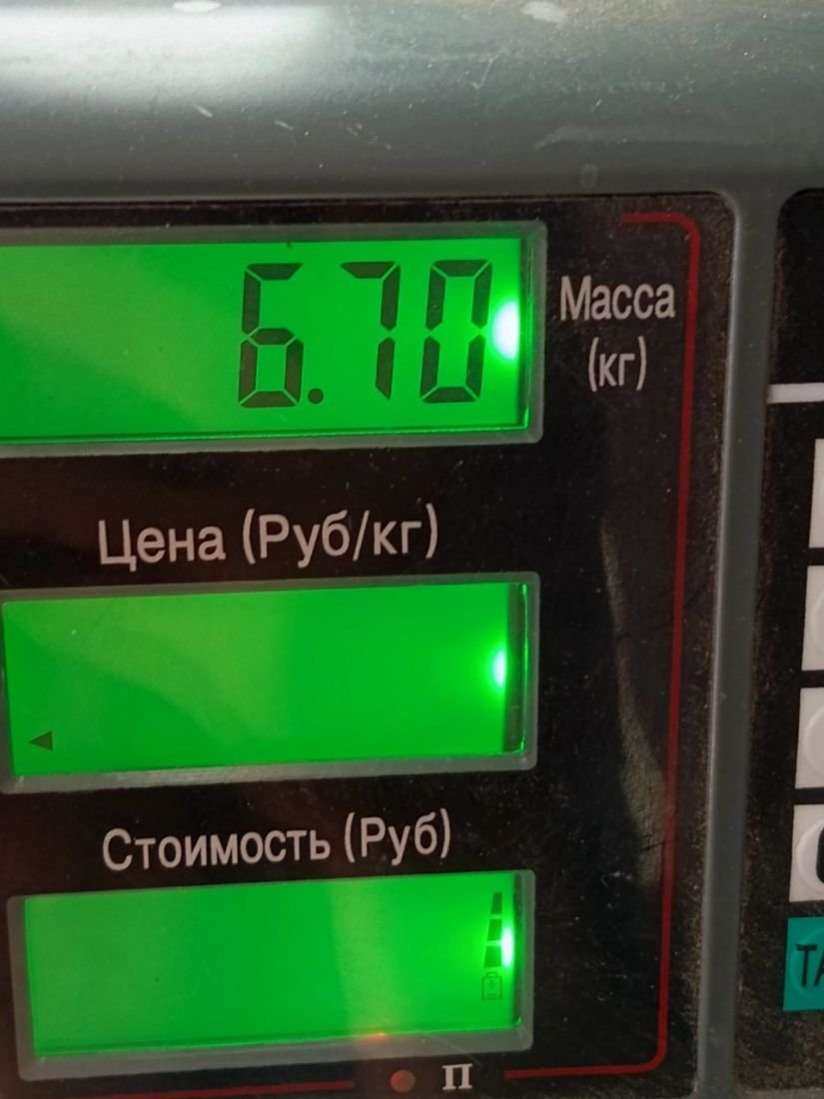 6.70
Масса
(кг)
Цена (Руб/кг)
Стоимость (Руб)
П